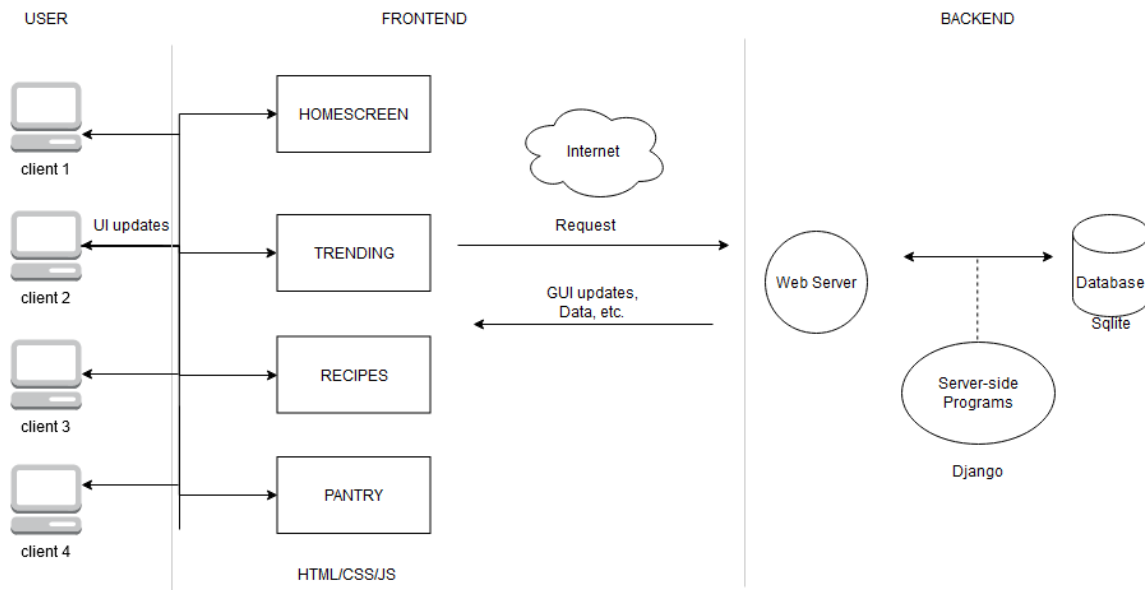 USER
FRONTEND
BACKEND
client 1
UI updates
client 2
client 3
client 4
HOMESCREEN
TRENDING
RECIPES
PANTRY
HTML/CSS/JS
Internet
Request
GUI updates,
Data, etc.
Web Server
Database
Sqlite
Server-side
Programs
Django